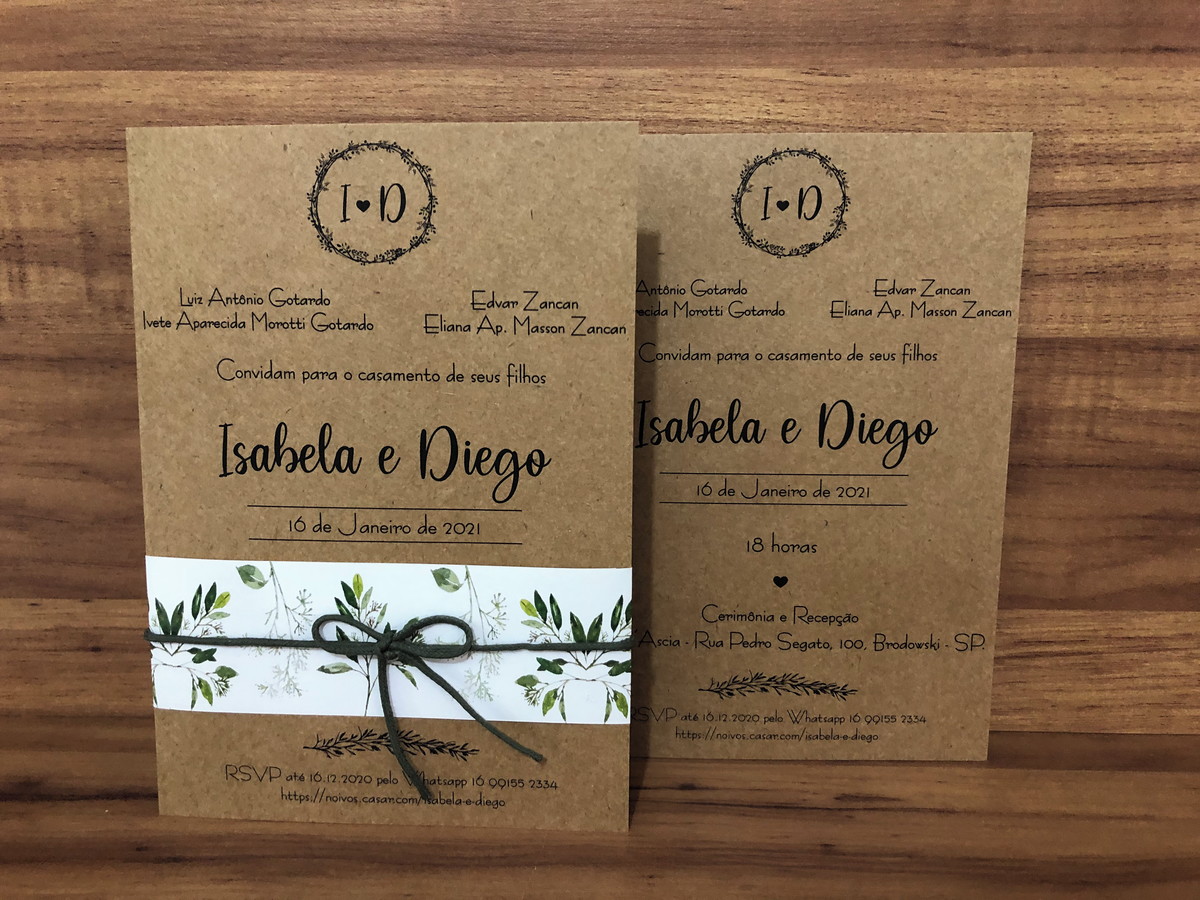 I ♥ D
Luiz Antônio Gotardo
Ivete Aparecida Morotti Gotardo
Edvar Zancan
Eliana Ap. Masson Zancan
Convidam para o casamento de seus filhos
Isabela e Diego
16 de Janeiro de 2021
RSVP até 16.12.2020 pelo Whatsapp 16 99155 2334
https://noivos.casar.com/isabela-e-diego
I ♥ D
Antônio Gotardo
ecida Morotti Gotardo
Edvar Zancan
Eliana Ap. Masson Zancan
Convidam para o casamento de seus filhos
Isabela e Diego
16 de Janeiro de 2021
18 horas
Cerimônia e Recepção
Ascia - Rua Pedro Segato, 100, Brodowski - SP.
RSVP até 16.12.2020 pelo Whatsapp 16 99155 2334
https://noivos.casar.com/isabela-e-diego